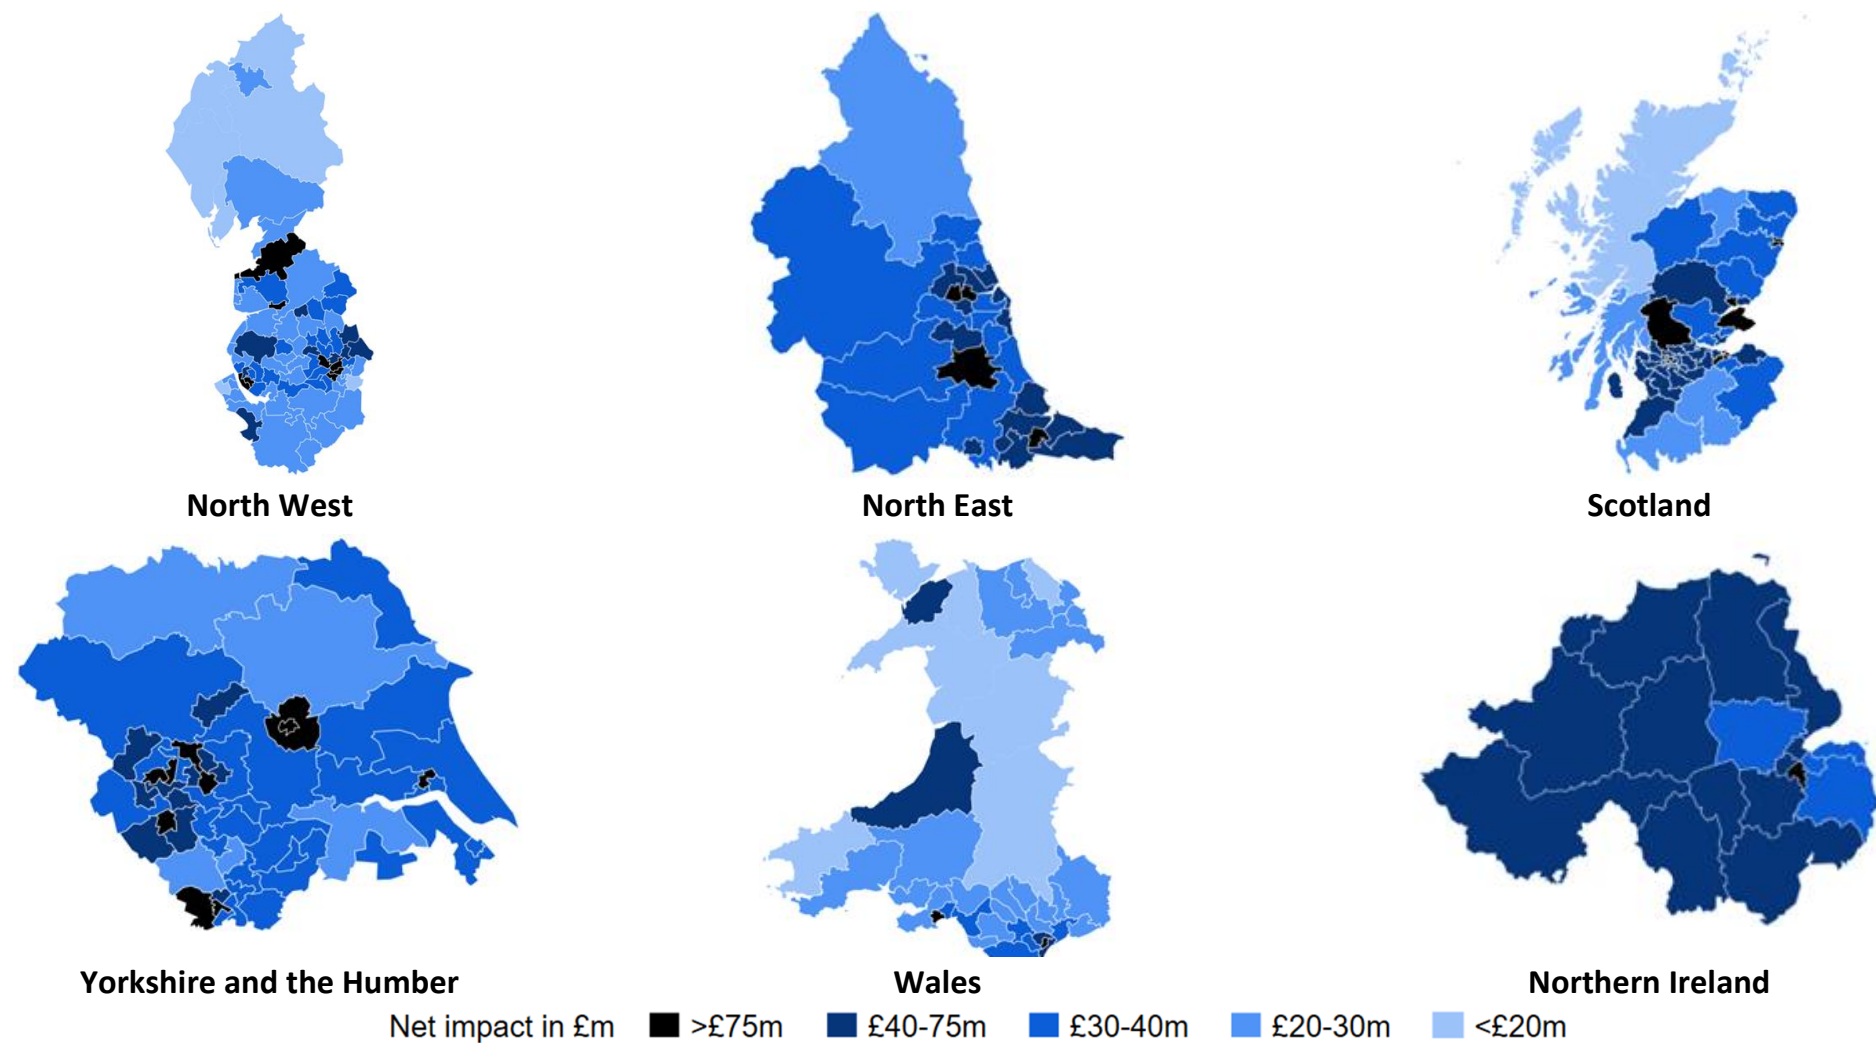 North West
North East
Scotland
Yorkshire and the Humber
Wales
Northern Ireland
Net impact in £m >£75m £40-75m £30-40m £20-30m <£20m